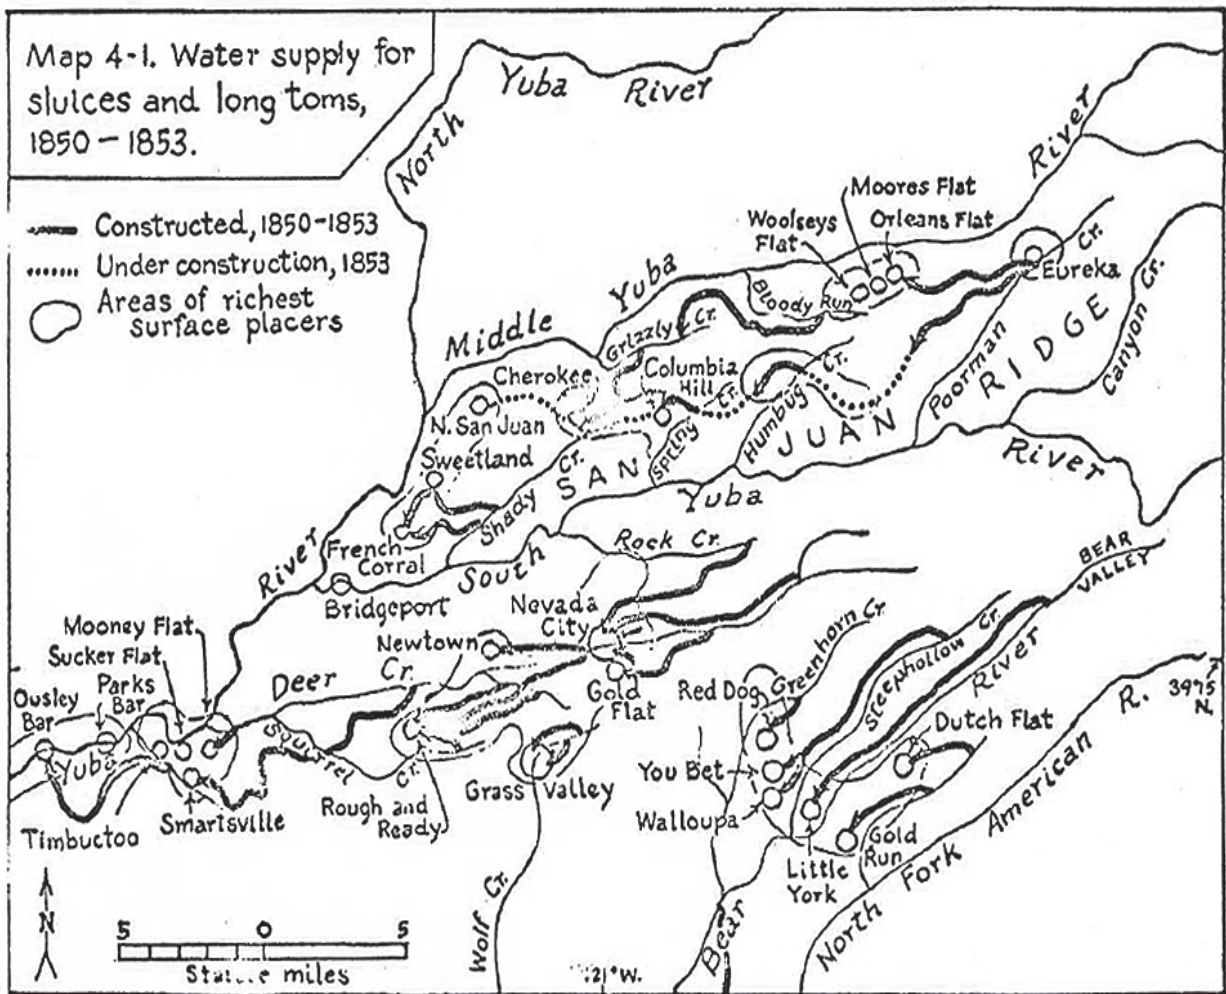 Map 4-1. Water supply for
sluices and long toms,
1850-1853.
Constructed, 1850-1853
Under construction, 1853
Areas of richest
surface placers
North
Yuba River
Middle
Yuba
River
Woolseys
Flat
Moores Flat
Orleans Flat
Bloody Run
Eureka
Cr.
Grizzly Cr.
Cherokee
Columbia
Hill
N. San Juan
Sweetland
Shady Cr.
Spring Cr.
Humbug Cr.
Poorman
Canyon Cr.
SAN JUAN RIDGE
French
Corral
River
Bridgeport
South
Yuba
River
Rock Cr.
Nevada
City
Newtown
Gold
Flat
Mooney Flat
Sucker Flat
Parks
Bar
Ousley
Bar
Deer Cr.
Squirrel
Cr.
Timbuctoo
Smartsville
Rough and
Ready
Grass Valley
Wolf Cr.
Red Dog
Greenhorn Cr.
Steephollow Cr.
BEAR
VALLEY
River
Dutch Flat
You Bet
Walloupa
Little
York
Gold
Run
Bear
North Fork American R.
N
5 0 5
miles